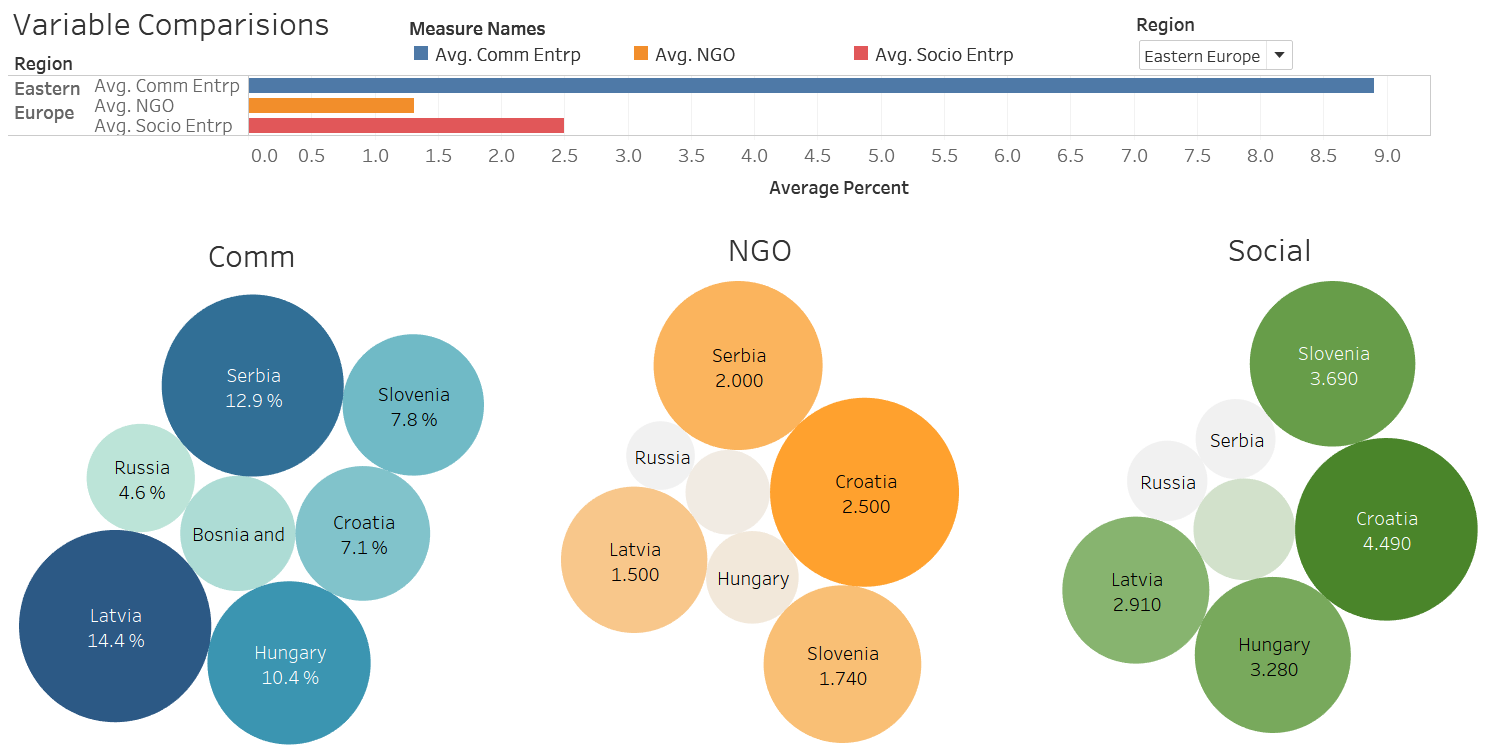 Variable Comparisions
Measure Names
Avg. Comm Entrp
Avg. NGO
Avg. Socio Entrp
Region
Eastern Europe
Region
Eastern
Europe
Avg. Comm Entrp
Avg. NGO
Avg. Socio Entrp
0.0 0.5 1.0 1.5 2.0 2.5 3.0 3.5 4.0 4.5 5.0 5.5 6.0 6.5 7.0 7.5 8.0 8.5 9.0
Average Percent
Comm
Serbia
12.9 %
Slovenia
7.8 %
Russia
4.6 %
Bosnia and
Croatia
7.1 %
Latvia
14.4 %
Hungary
10.4 %
NGO
Serbia
2.000
Russia
Croatia
2.500
Latvia
1.500
Hungary
Slovenia
1.740
Social
Slovenia
3.690
Serbia
Russia
Croatia
4.490
Latvia
2.910
Hungary
3.280